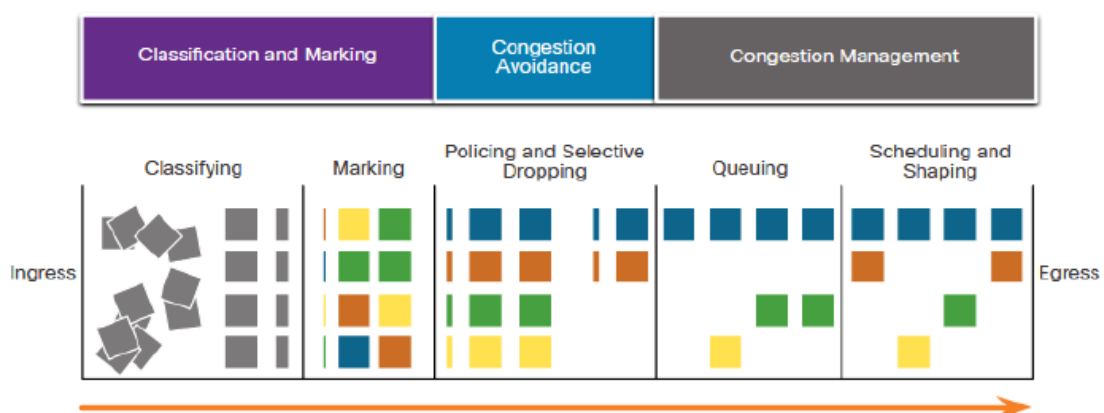 Classification and Marking
Congestion
Avoidance
Congestion Management
Classifying
Marking
Policing and Selective
Dropping
Queuing
Scheduling and
Shaping
Ingress
Egress